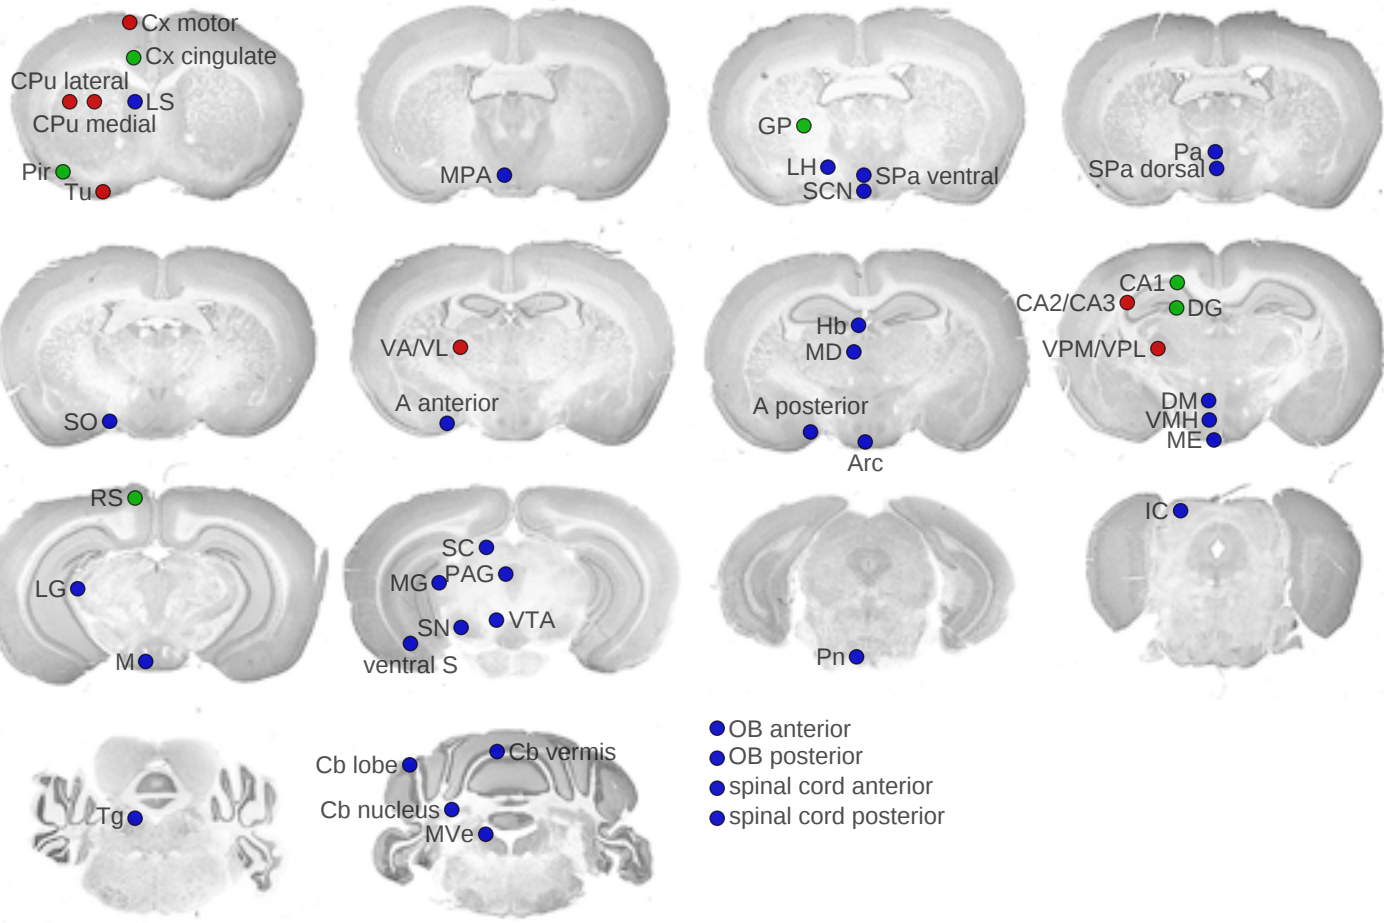 Cx motor
Cx cingulate
CPu lateral
LS
CPu medial
Pir
Tu
MPA
GP
LH
SPa ventral
SCN
Pa
SPa dorsal
SO
VA/VL
A anterior
Hb
MD
A posterior
Arc
CA1
CA2/CA3
DG
VPM/VPL
DM
VMH
ME
RS
LG
M
SC
MG
PAG
SN
VTA
ventral S
Pn
IC
Tg
Cb lobe
Cb vermis
Cb nucleus
MVe
OB anterior
OB posterior
spinal cord anterior
spinal cord posterior